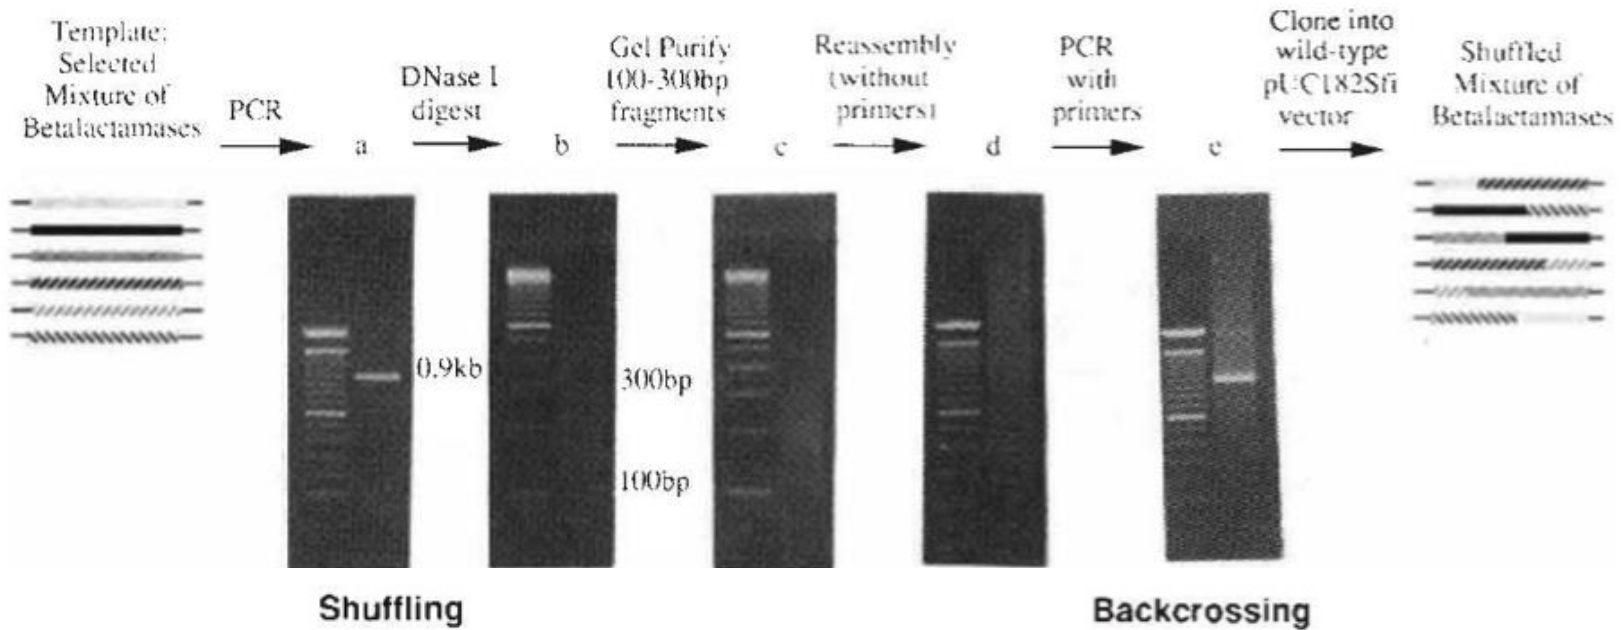 Template:
Selected
Mixture of
Betalactamases
PCR
DNase I
digest
Gel Purify
100-300bp
fragments
Reassembly
(without
primers)
PCR
with
primers
Clone into
wild-type
pUC182Sfi
vector
Shuffled
Mixture of
Betalactamases
a
b
c
d
e
0.9kb
300bp
100bp
Shuffling
Backcrossing